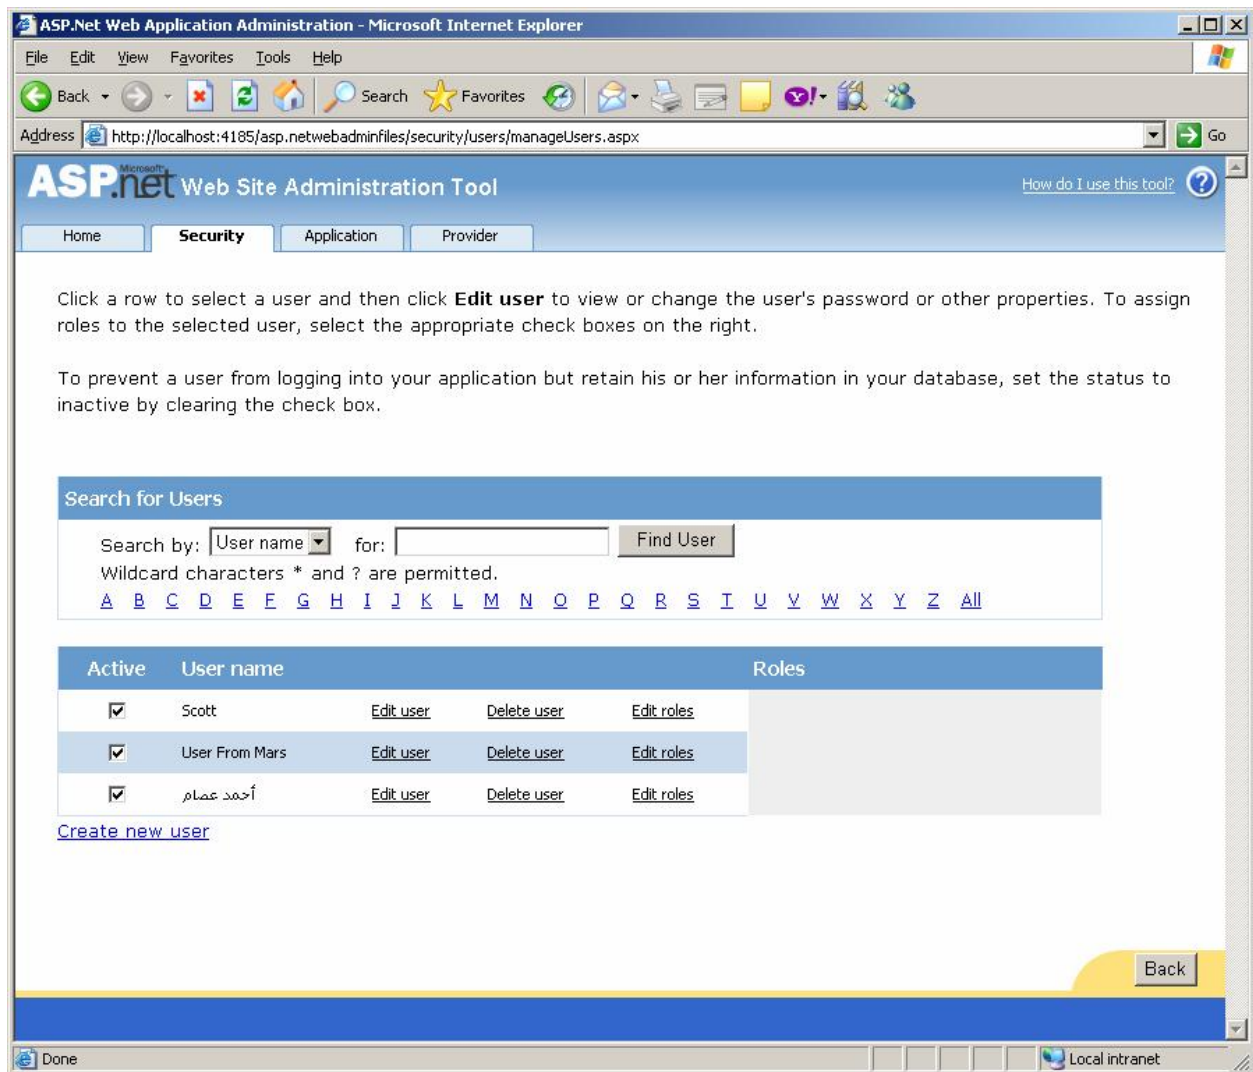 ASP.Net Web Application Administration - Microsoft Internet Explorer
File Edit View Favorites Tools Help
Back Search Favorites
Address http://localhost:4185/asp.netwebadminfiles/security/users/manageUsers.aspx Go
Microsoft ASP.net Web Site Administration Tool How do I use this tool? ?
Home Security Application Provider
Click a row to select a user and then click Edit user to view or change the user's password or other properties. To assign
roles to the selected user, select the appropriate check boxes on the right.
To prevent a user from logging into your application but retain his or her information in your database, set the status to
inactive by clearing the check box.
Search for Users
Search by: User name for: Find User
Wildcard characters * and ? are permitted.
A B C D E F G H I J K L M N O P Q R S T U V W X Y Z All
Active User name Roles
Scott Edit user Delete user Edit roles
User From Mars Edit user Delete user Edit roles
أحمد عصام Edit user Delete user Edit roles
Create new user
Back
Done Local intranet